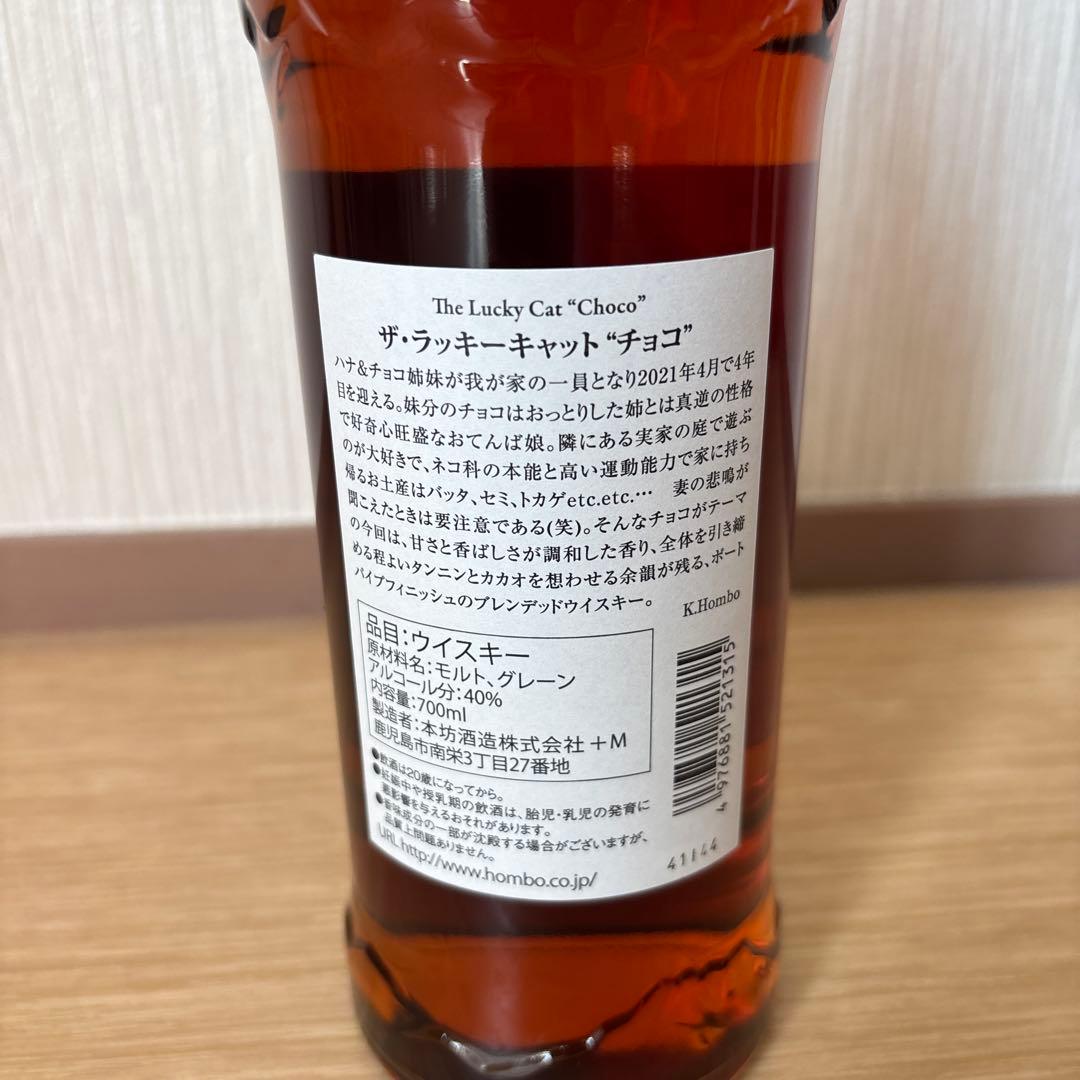 The Lucky Cat “Choco”
ザ・ラッキーキャット“チョコ”
ハナ&チョコ姉妹が我が家の一員となり2021年4月で4年
目を迎える。妹分のチョコはおっとりした姉とは真逆の性格
で好奇心旺盛なおてんば娘。隣にある実家の庭で遊ぶ
のが大好きで、ネコ科の本能と高い運動能力で家に持ち
帰るお土産はバッタ、セミ、トカゲetc.etc.… 妻の悲鳴が
聞こえたときは要注意である(笑)。そんなチョコがテーマ
の今回は、甘さと香ばしさが調和した香り、全体を引き締
める程よいタンニンとカカオを想わせる余韻が残る、ポート
パイプフィニッシュのブレンデッドウイスキー。
K.Hombo
品目:ウイスキー
原材料名:モルト、グレーン
アルコール分:40%
内容量:700ml
製造者:本坊酒造株式会社 +M
鹿児島市南栄3丁目27番地
●飲酒は20歳になってから。
●妊娠中や授乳期の飲酒は、胎児・乳児の発育に
悪影響を与えるおそれがあります。
●香味成分の一部が沈殿する場合がございますが、
品質上問題ありません。
URL http://www.hombo.co.jp/
4 976881 521315
41144